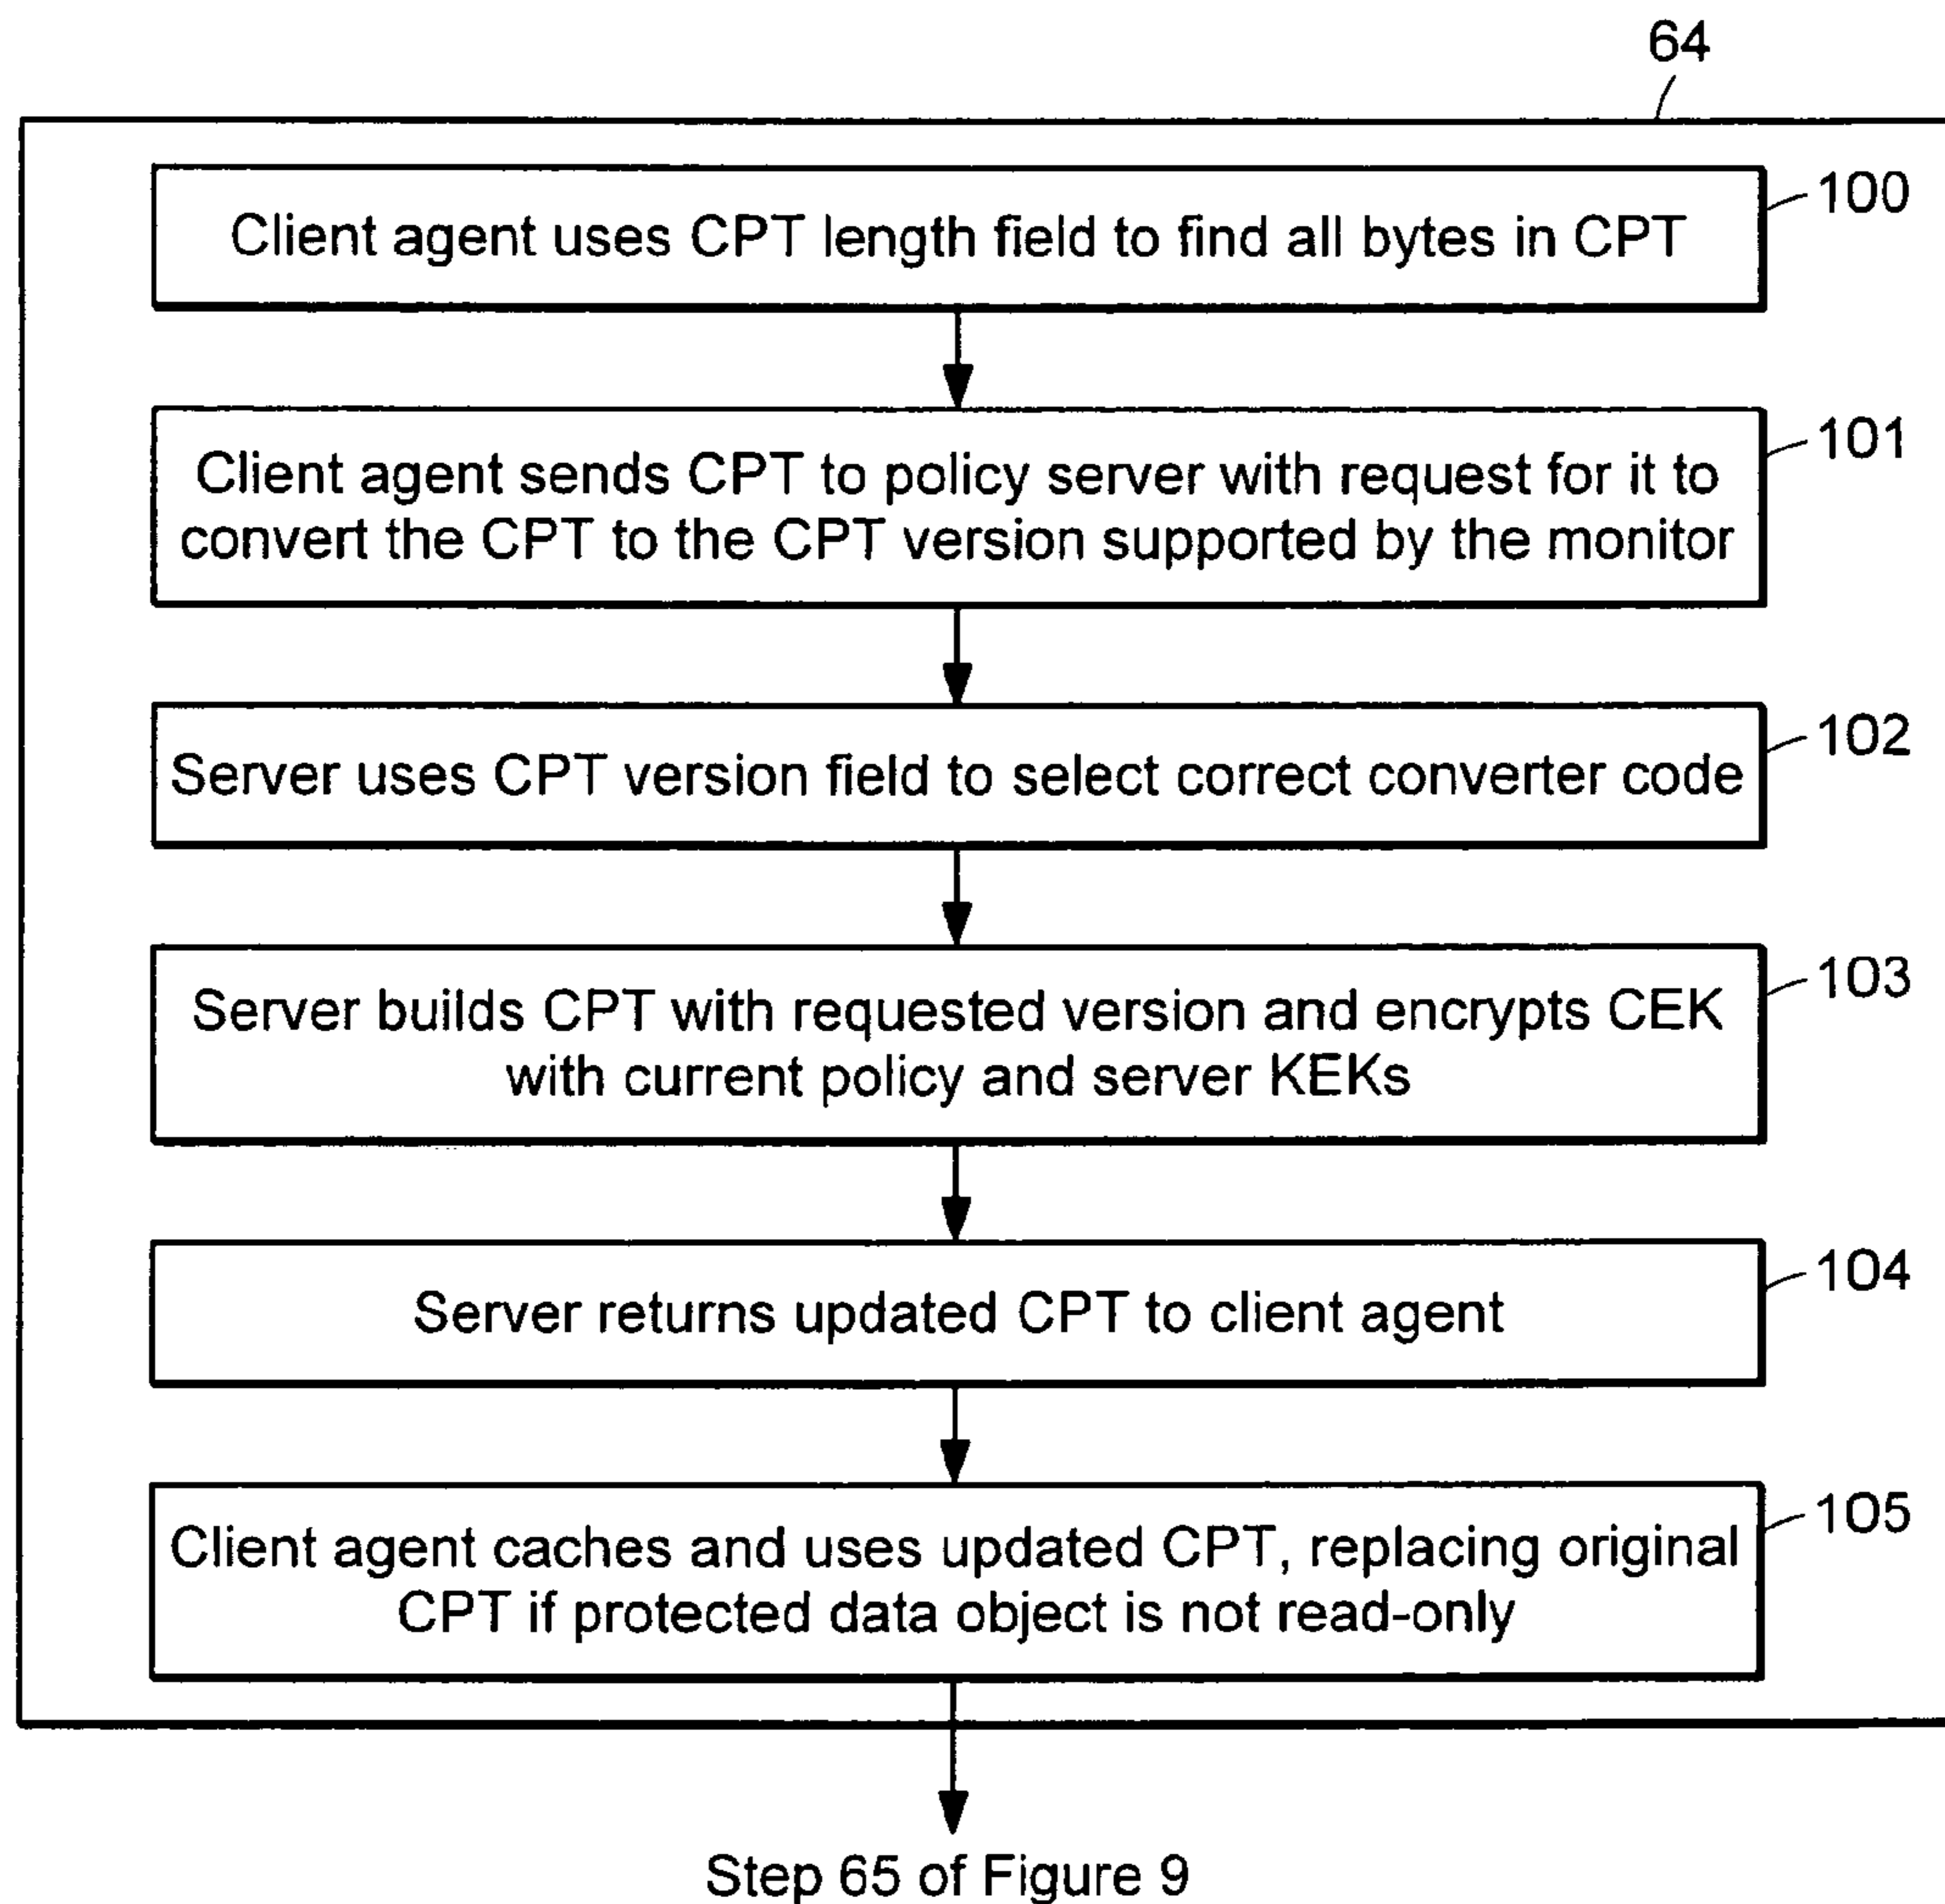 64
Client agent uses CPT length field to find all bytes in CPT
100
Client agent sends CPT to policy server with request for it to
convert the CPT to the CPT version supported by the monitor
101
Server uses CPT version field to select correct converter code
102
Server builds CPT with requested version and encrypts CEK
with current policy and server KEKs
103
Server returns updated CPT to client agent
104
Client agent caches and uses updated CPT, replacing original
CPT if protected data object is not read-only
105
Step 65 of Figure 9